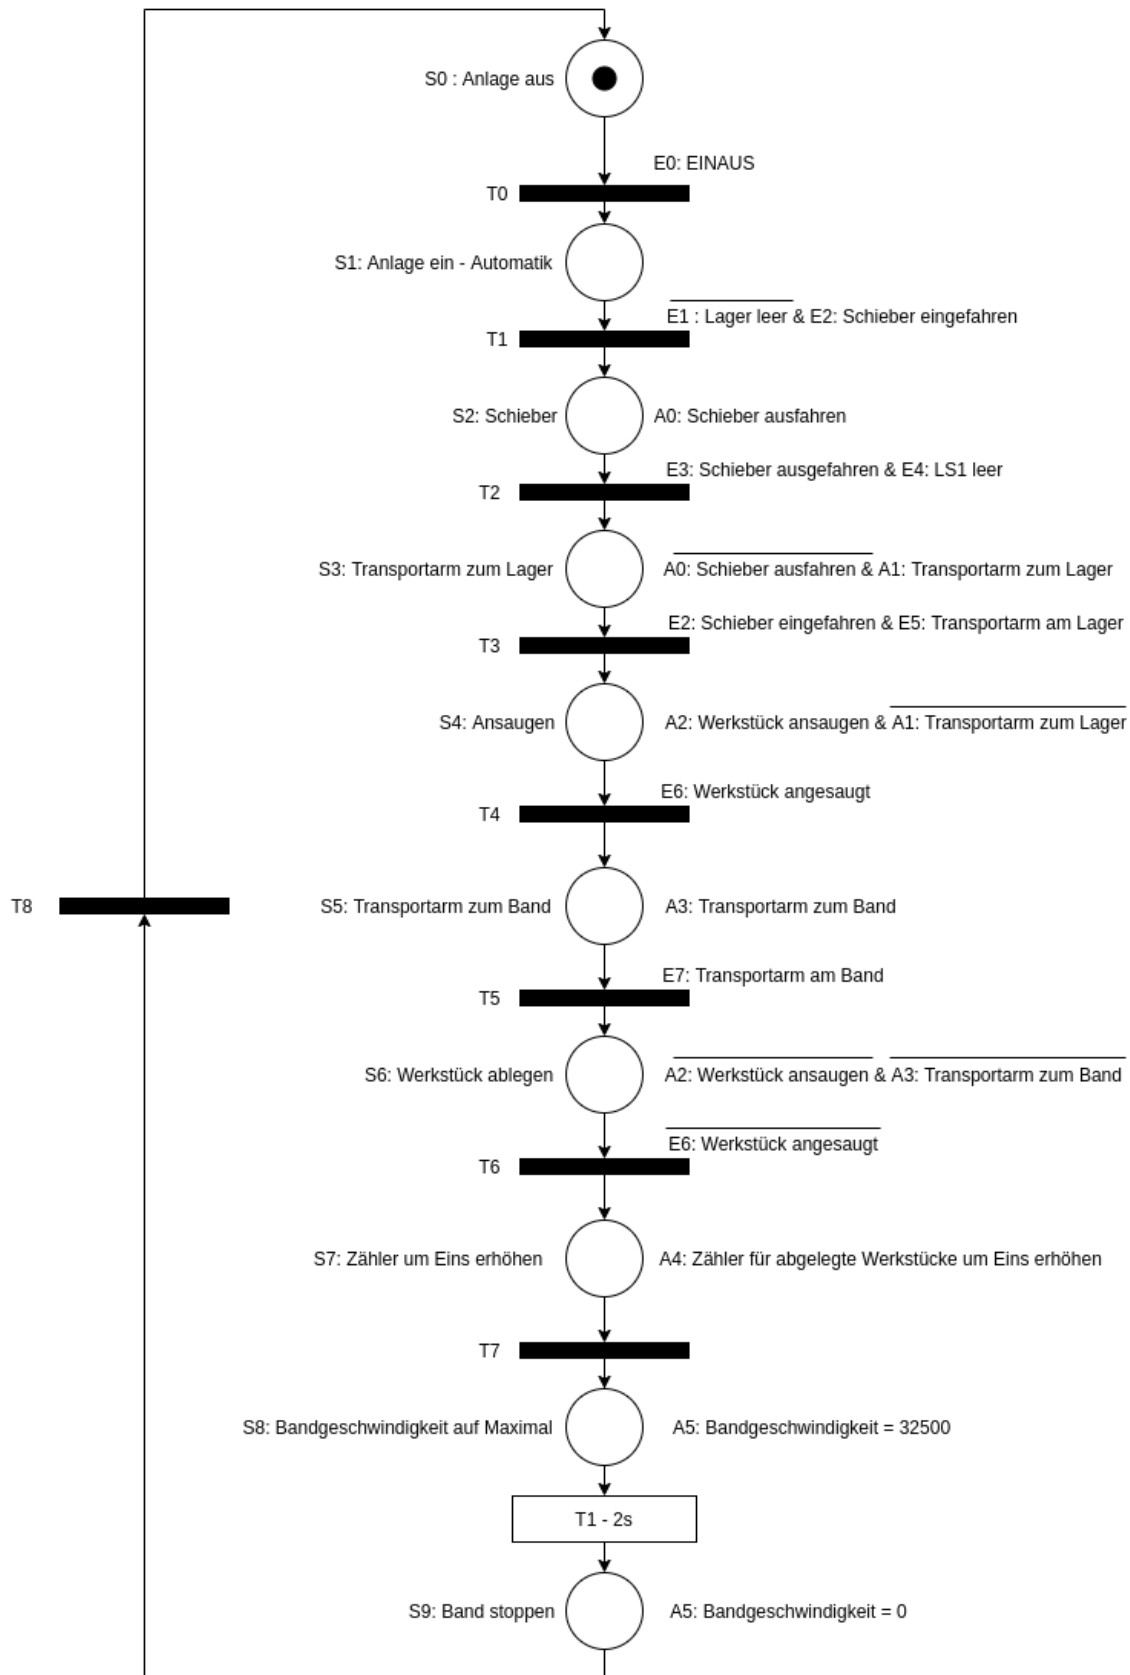 S0 : Anlage aus
E0: EINAUS
T0
S1: Anlage ein - Automatik
E1 : Lager leer & E2: Schieber eingefahren
T1
S2: Schieber
A0: Schieber ausfahren
E3: Schieber ausgefahren & E4: LS1 leer
T2
S3: Transportarm zum Lager
A0: Schieber ausfahren & A1: Transportarm zum Lager
E2: Schieber eingefahren & E5: Transportarm am Lager
T3
S4: Ansaugen
A2: Werkstück ansaugen & A1: Transportarm zum Lager
E6: Werkstück angesaugt
T4
T8
S5: Transportarm zum Band
A3: Transportarm zum Band
E7: Transportarm am Band
T5
S6: Werkstück ablegen
A2: Werkstück ansaugen & A3: Transportarm zum Band
E6: Werkstück angesaugt
T6
S7: Zähler um Eins erhöhen
A4: Zähler für abgelegte Werkstücke um Eins erhöhen
T7
S8: Bandgeschwindigkeit auf Maximal
A5: Bandgeschwindigkeit = 32500
T1 - 2s
S9: Band stoppen
A5: Bandgeschwindigkeit = 0